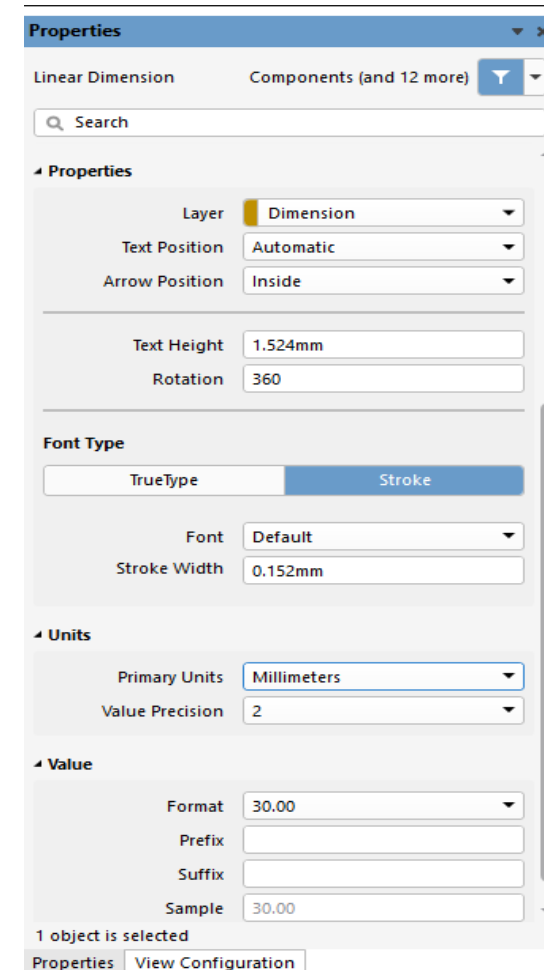 Properties
Linear Dimension Components (and 12 more)
Search
Properties
Layer Dimension
Text Position Automatic
Arrow Position Inside
Text Height 1.524mm
Rotation 360
Font Type
TrueType Stroke
Font Default
Stroke Width 0.152mm
Units
Primary Units Millimeters
Value Precision 2
Value
Format 30.00
Prefix
Suffix
Sample 30.00
1 object is selected
Properties View Configuration